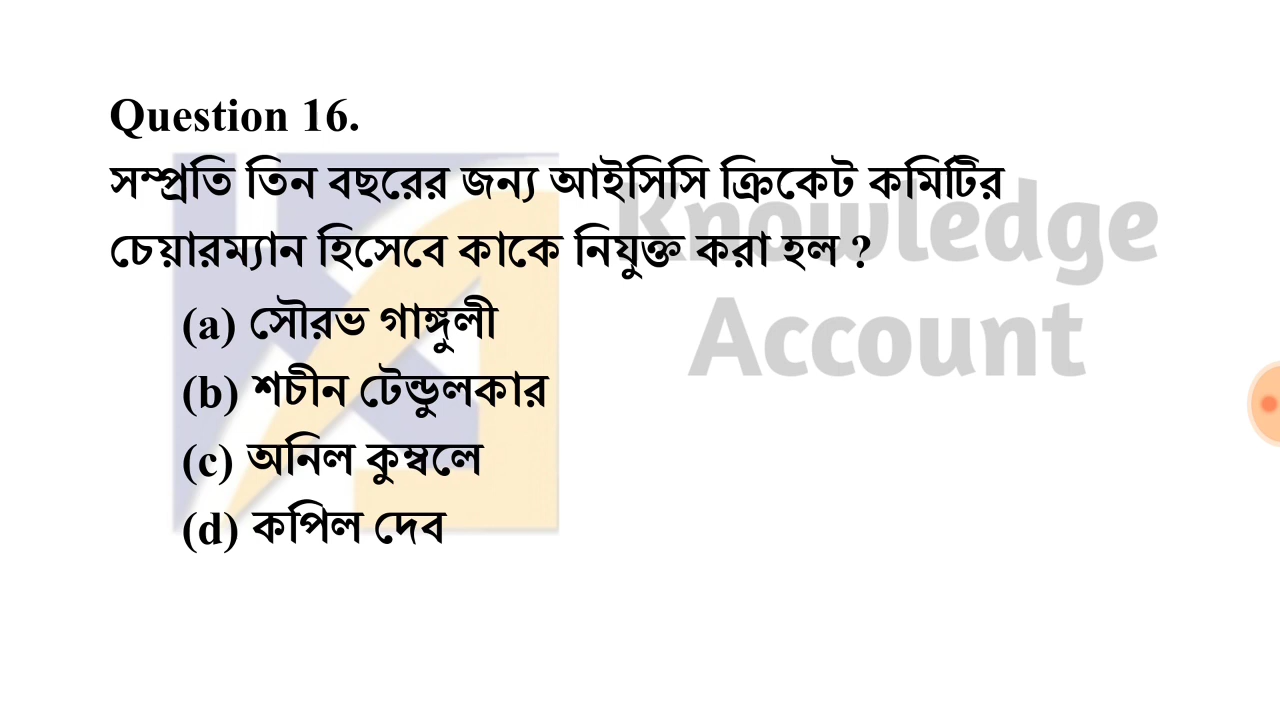 Question 16.
সম্প্রতি তিন বছরের জন্য আইসিসি ক্রিকেট কমিটির
চেয়ারম্যান হিসেবে কাকে নিযুক্ত করা হল ?
(a) সৌরভ গাঙ্গুলী
(b) শচীন টেন্ডুলকার
(c) অনিল কুম্বলে
(d) কপিল দেব
Knowledge
Account